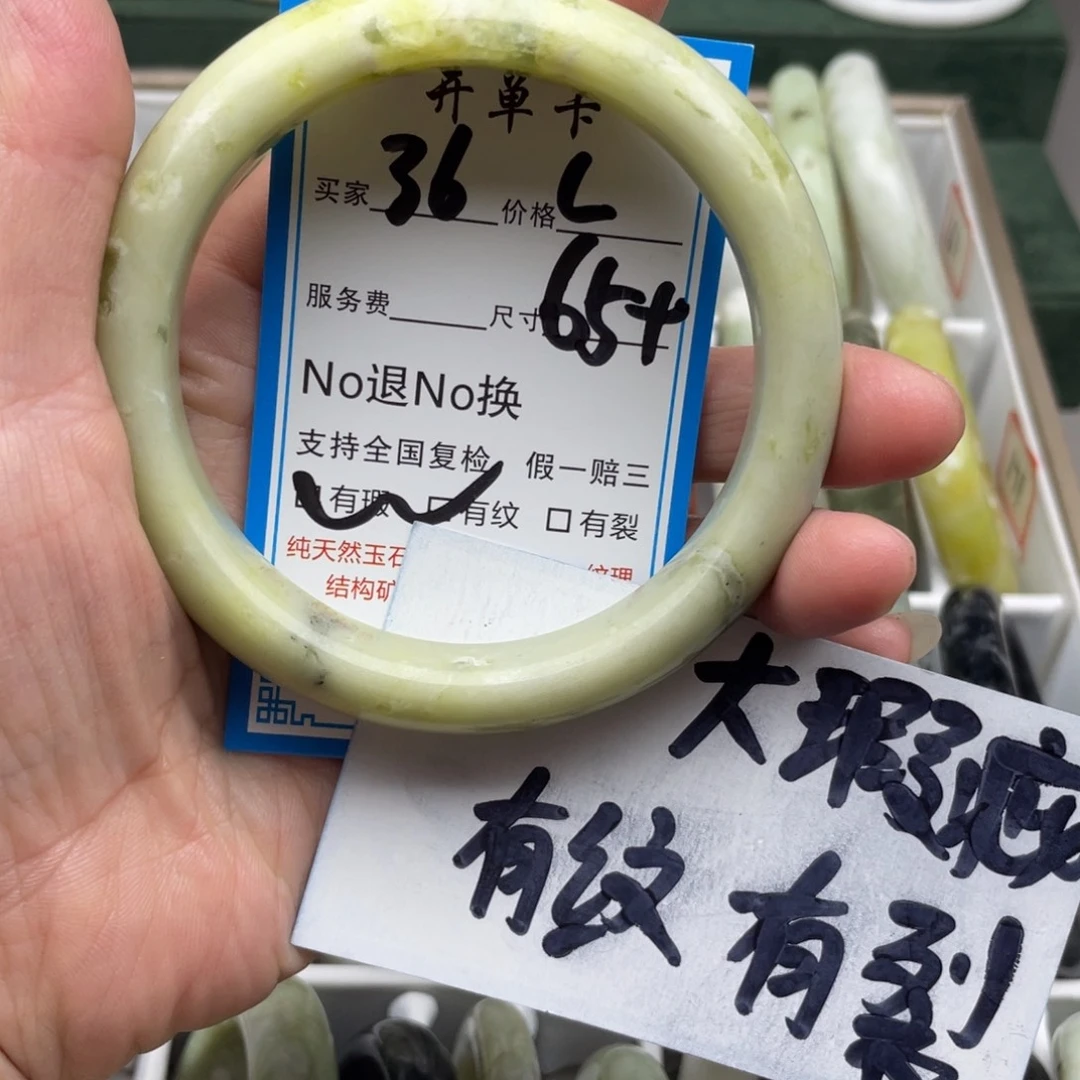 开单卡
买家 36 价格 L
服务费 尺寸 65+
No退No换
支持全国复检 假一赔三
有瑕 有纹 有裂
纯天然玉石 纹理
结构矿
大瑕疵
有纹 有裂